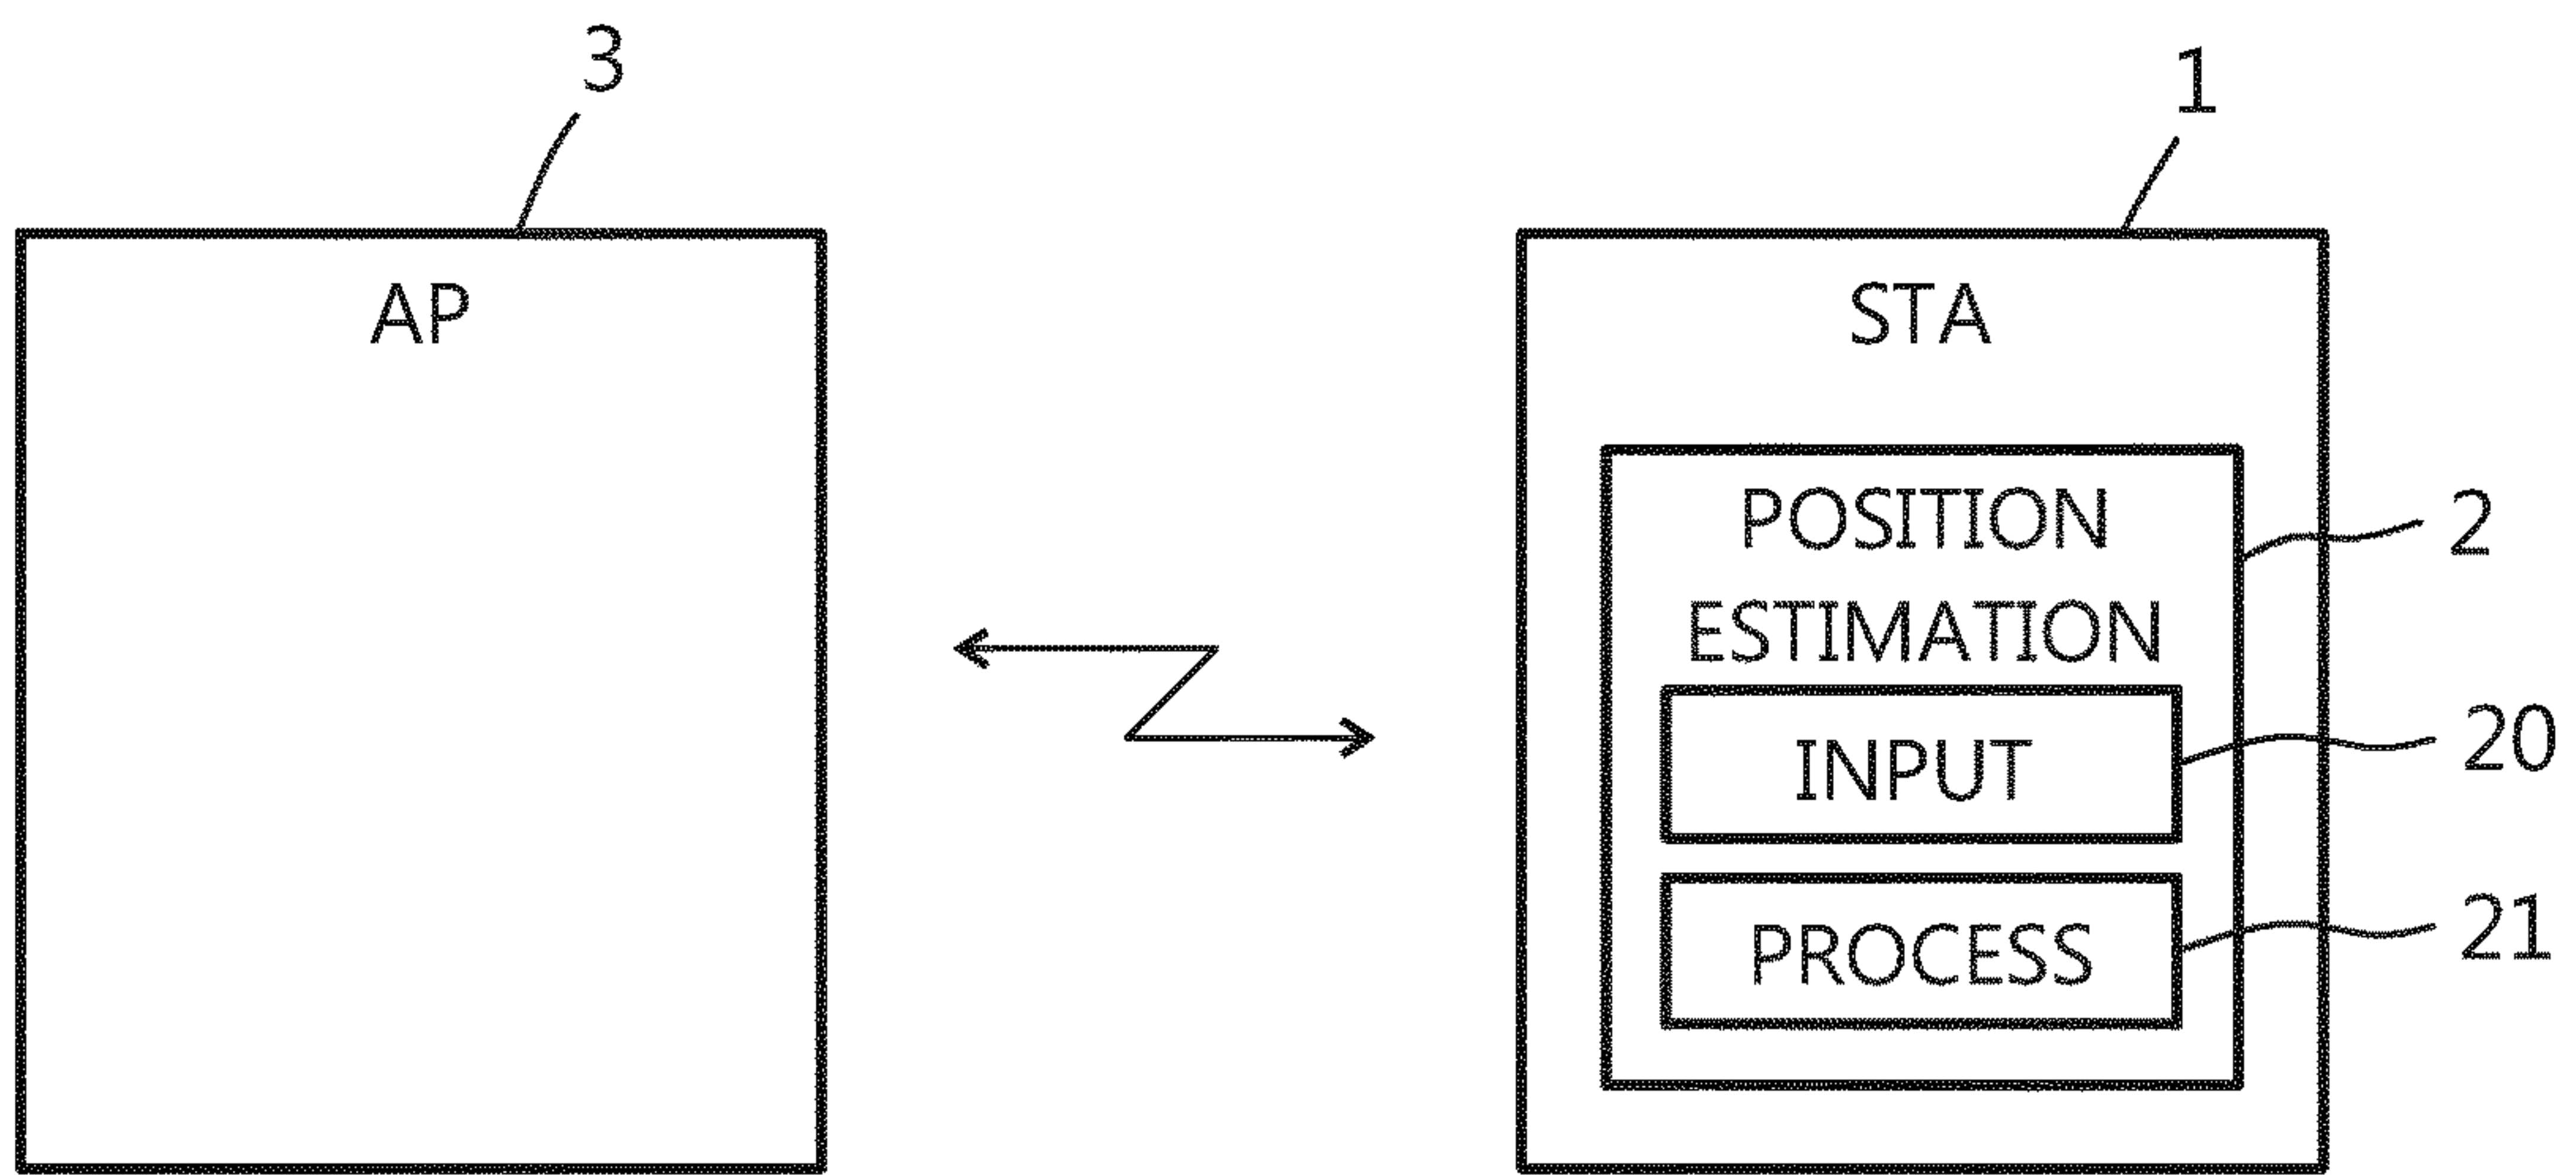 3
1
AP
STA
POSITION
ESTIMATION
2
INPUT
20
PROCESS
21